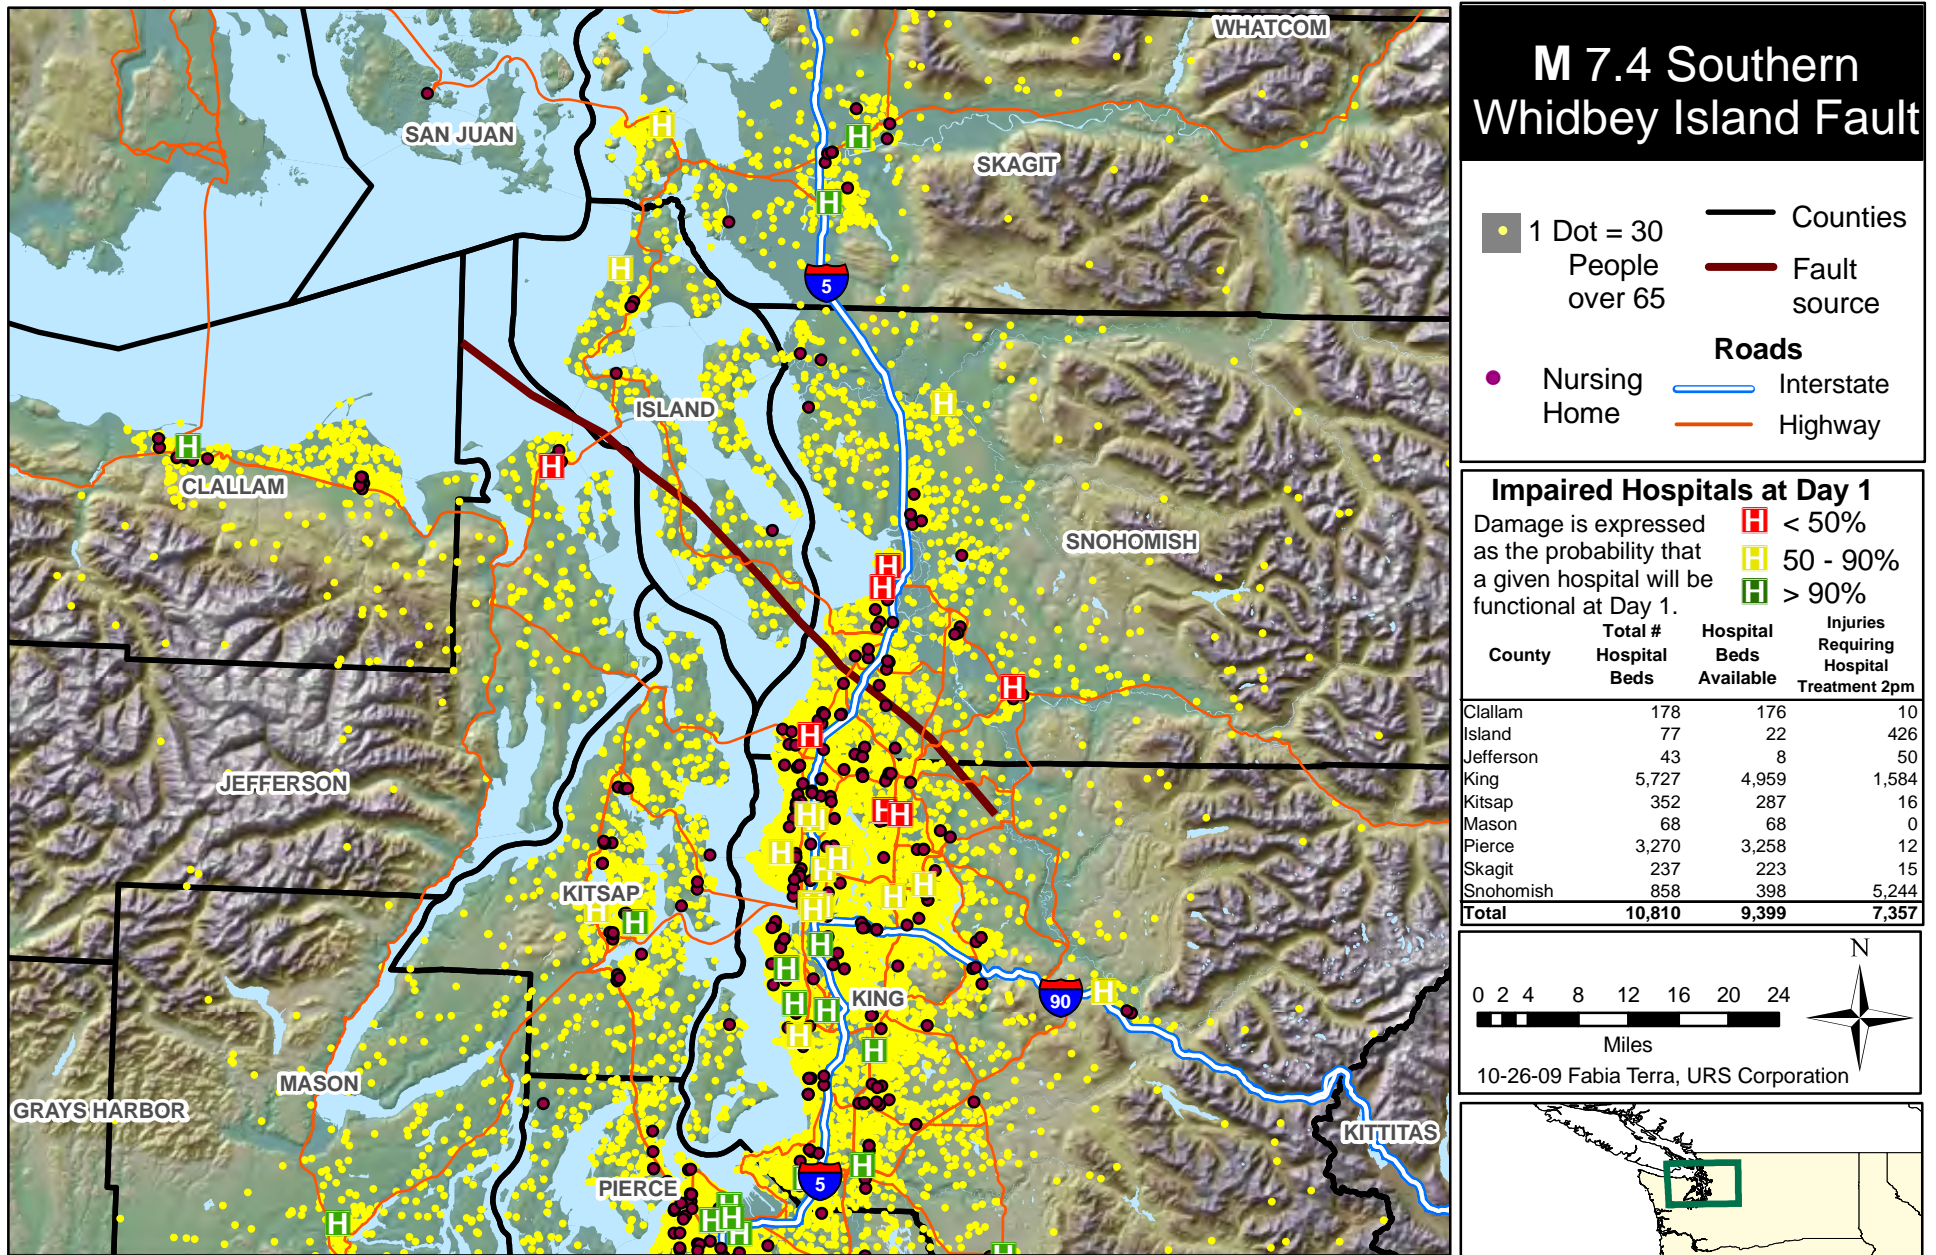 WHATCOM
SAN JUAN
SKAGIT
5
ISLAND
CLALLAM
SNOHOMISH
JEFFERSON
KITSAP
KING
90
MASON
GRAYS HARBOR
KITTITAS
PIERCE
5
H
M 7.4 Southern
Whidbey Island Fault
1 Dot = 30
People
over 65
Counties
Fault
source
Nursing
Home
Roads
Interstate
Highway
Impaired Hospitals at Day 1
Damage is expressed
as the probability that
a given hospital will be
functional at Day 1.
H < 50%
H 50 - 90%
H > 90%
County Total # Hospital Beds Hospital Beds Available Injuries Requiring Hospital Treatment 2pm
Clallam 178 176 10
Island 77 22 426
Jefferson 43 8 50
King 5,727 4,959 1,584
Kitsap 352 287 16
Mason 68 68 0
Pierce 3,270 3,258 12
Skagit 237 223 15
Snohomish 858 398 5,244
Total 10,810 9,399 7,357
N
0 2 4 8 12 16 20 24
Miles
10-26-09 Fabia Terra, URS Corporation